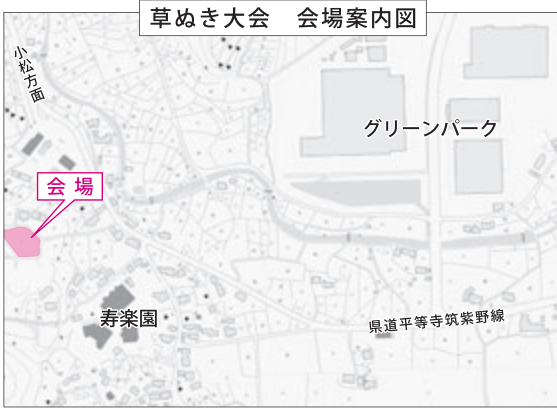 草ぬき大会　会場案内図
小松方面
グリーンパーク
会場
寿楽園
県道平等寺筑紫野線